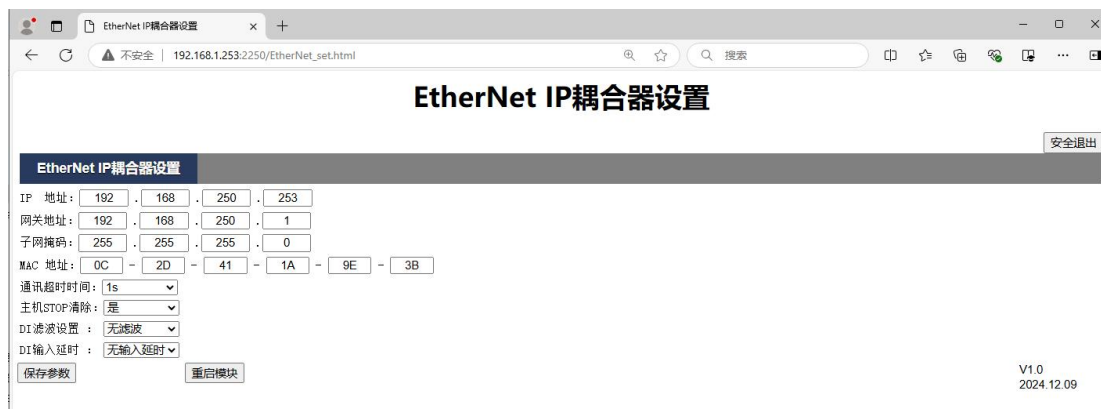 EtherNet IP耦合器设置
不安全 | 192.168.1.253:2250/EtherNet_set.html
搜索
EtherNet IP耦合器设置
安全退出
EtherNet IP耦合器设置
IP 地址: 192 . 168 . 250 . 253
网关地址: 192 . 168 . 250 . 1
子网掩码: 255 . 255 . 255 . 0
MAC 地址: 0C - 2D - 41 - 1A - 9E - 3B
通讯超时时间: 1s
主机STOP清除: 是
DI滤波设置 : 无滤波
DI输入延时 : 无输入延时
保存参数 重启模块
V1.0
2024.12.09